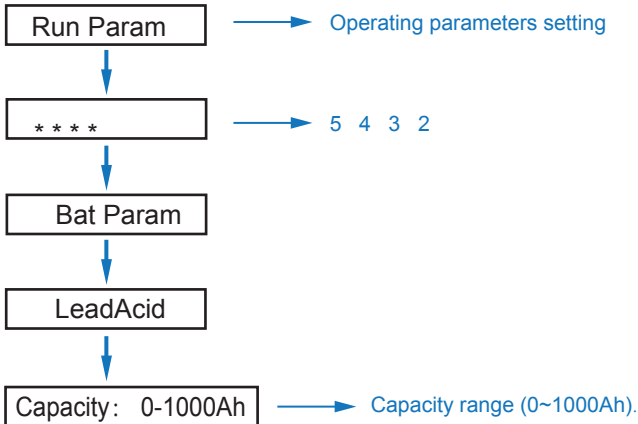 Run Param
Operating parameters setting
* * * *
5 4 3 2
Bat Param
LeadAcid
Capacity: 0-1000Ah
Capacity range (0~1000Ah).